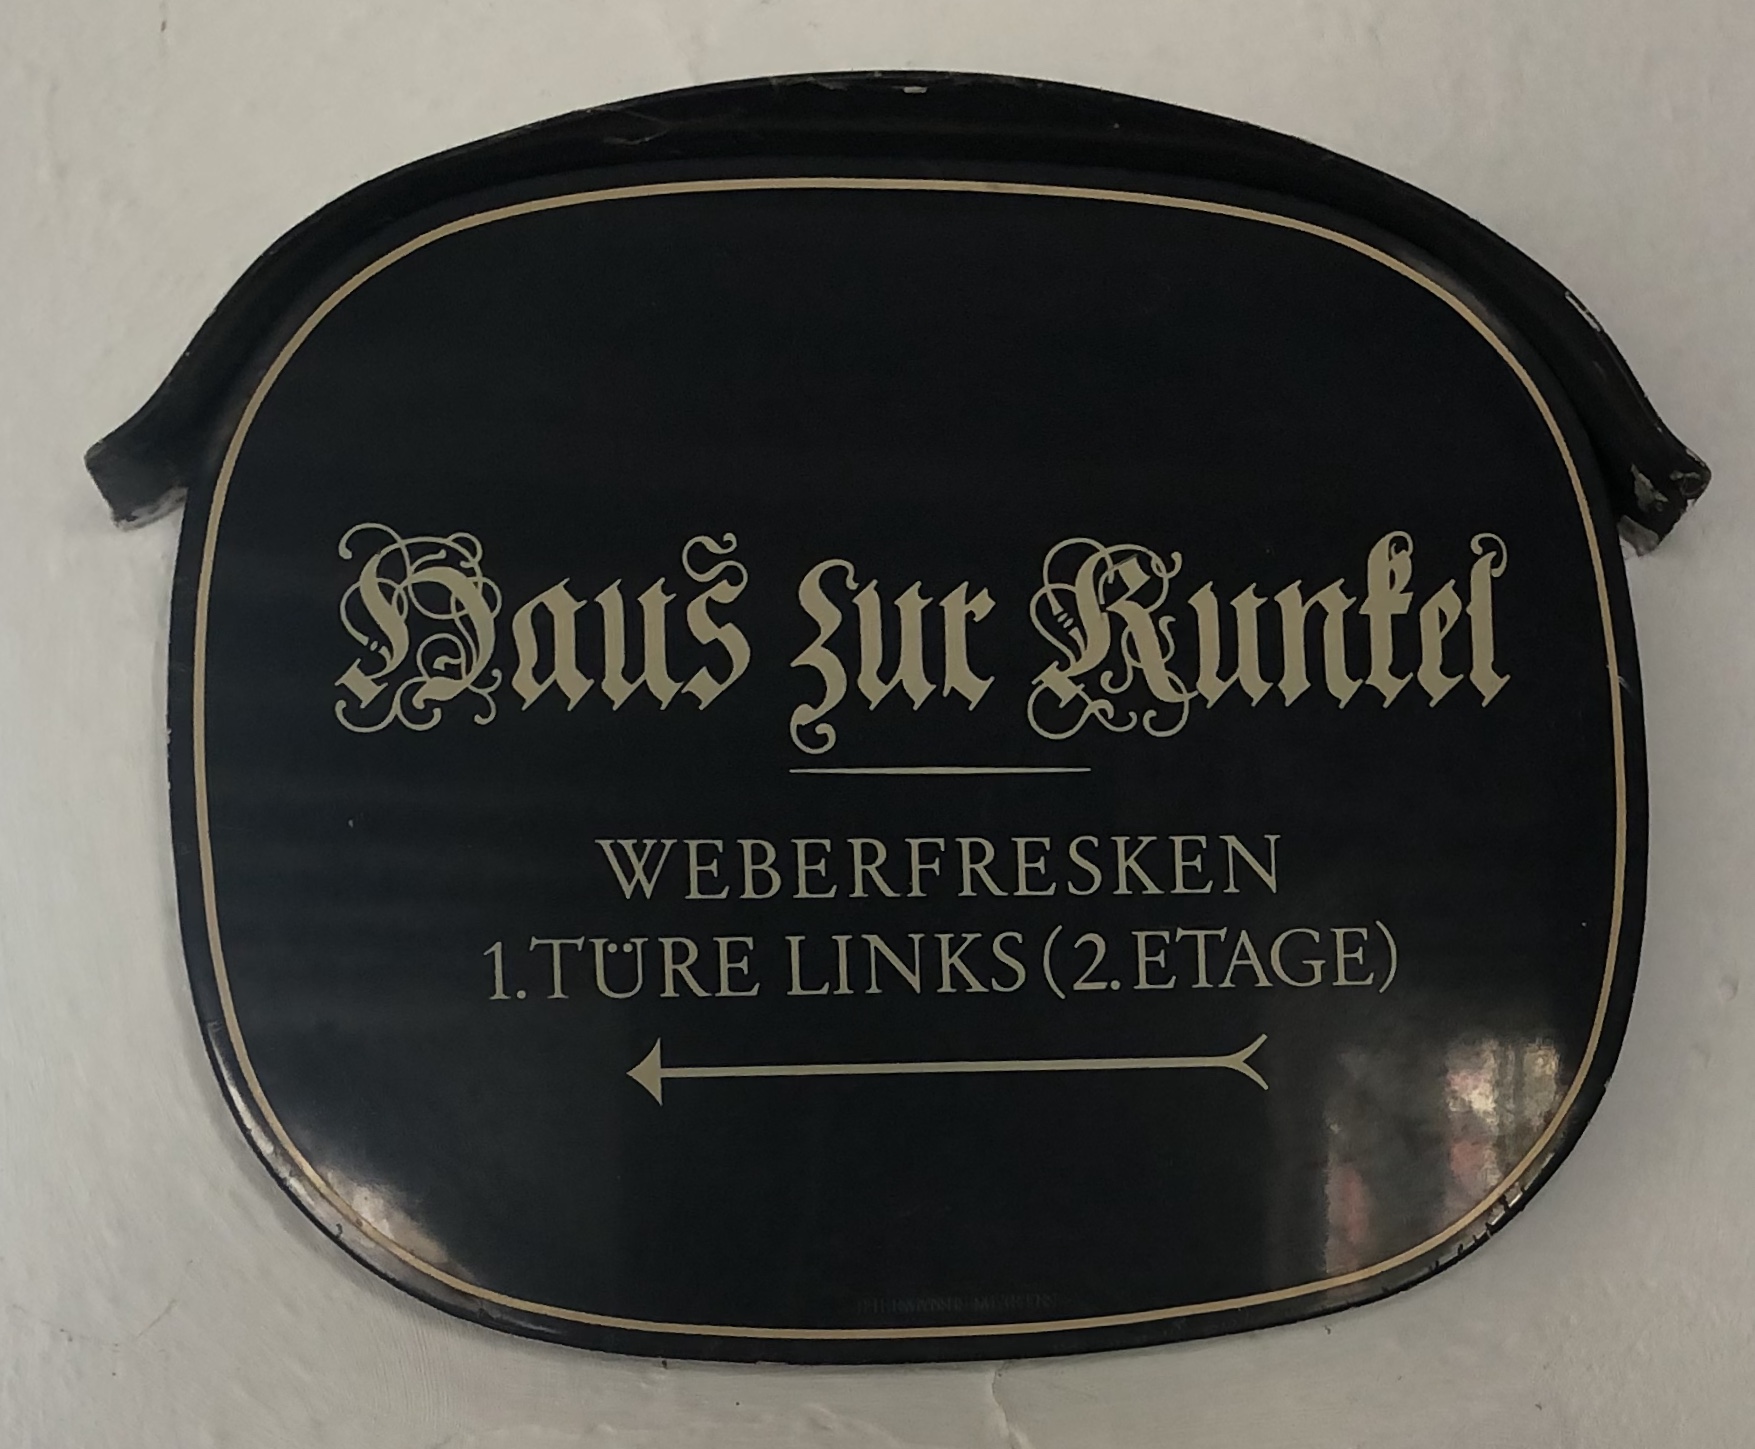 Haus zur Kunkel
WEBERFRESKEN
1. TÜRE LINKS (2. ETAGE)